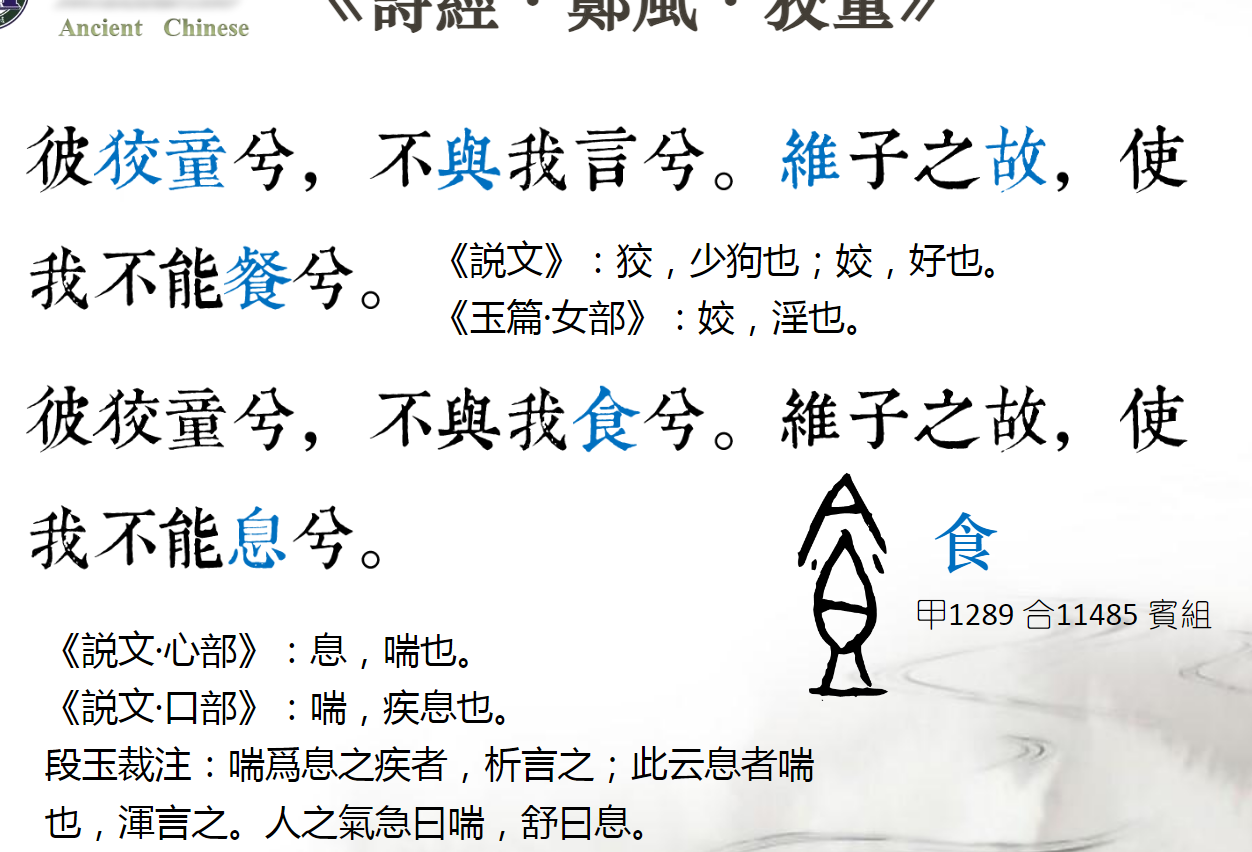 Ancient Chinese
《詩經·鄭風·狡童》
彼狡童兮，不與我言兮。維子之故，使
我不能餐兮。
《説文》：狡，少狗也；姣，好也。
《玉篇·女部》：姣，淫也。
彼狡童兮，不與我食兮。維子之故，使
我不能息兮。
食
甲1289 合11485 賓組
《説文·心部》：息，喘也。
《説文·口部》：喘，疾息也。
段玉裁注：喘爲息之疾者，析言之；此云息者喘
也，渾言之。人之氣急曰喘，舒曰息。